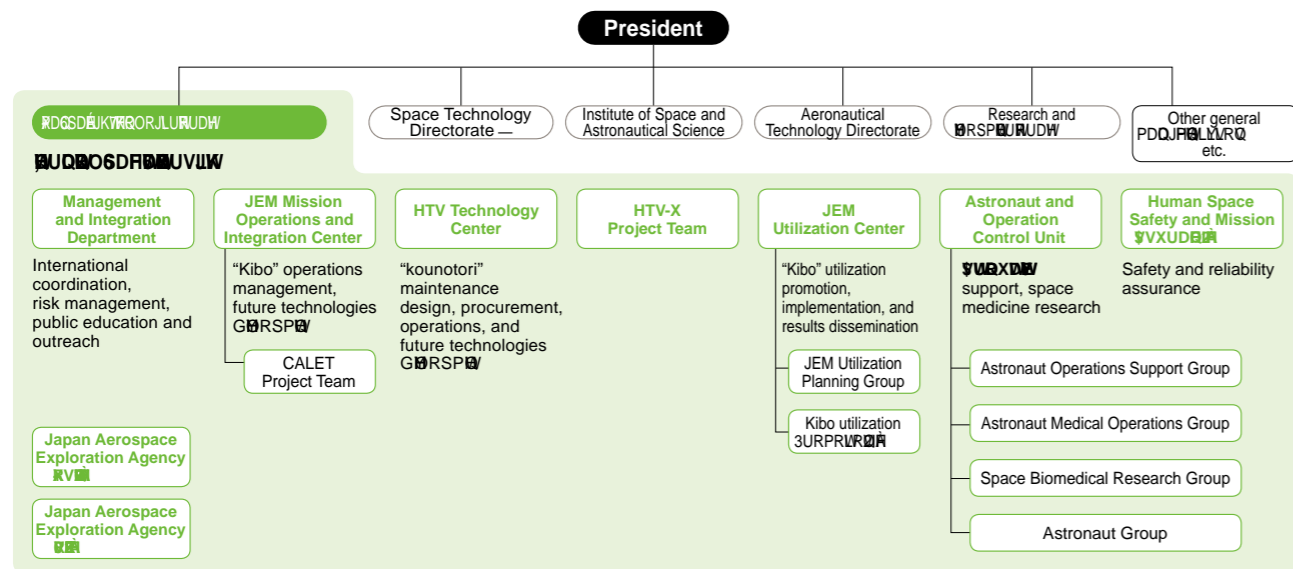 President
Space Technology
Directorate —
Institute of Space and
Astronautical Science
Aeronautical
Technology Directorate
Research and
Other general
etc.
Management
and Integration
Department
International
coordination,
risk management,
public education and
outreach
JEM Mission
Operations and
Integration Center
“Kibo” operations
management,
future technologies
CALET
Project Team
HTV Technology
Center
“kounotori”
maintenance
design, procurement,
operations, and
future technologies
HTV-X
Project Team
JEM
Utilization Center
“Kibo” utilization
promotion,
implementation, and
results dissemination
JEM Utilization
Planning Group
Kibo utilization
Astronaut and
Operation
Control Unit
support, space
medicine research
Astronaut Operations Support Group
Astronaut Medical Operations Group
Space Biomedical Research Group
Astronaut Group
Human Space
Safety and Mission
Safety and reliability
assurance
Japan Aerospace
Exploration Agency
Japan Aerospace
Exploration Agency